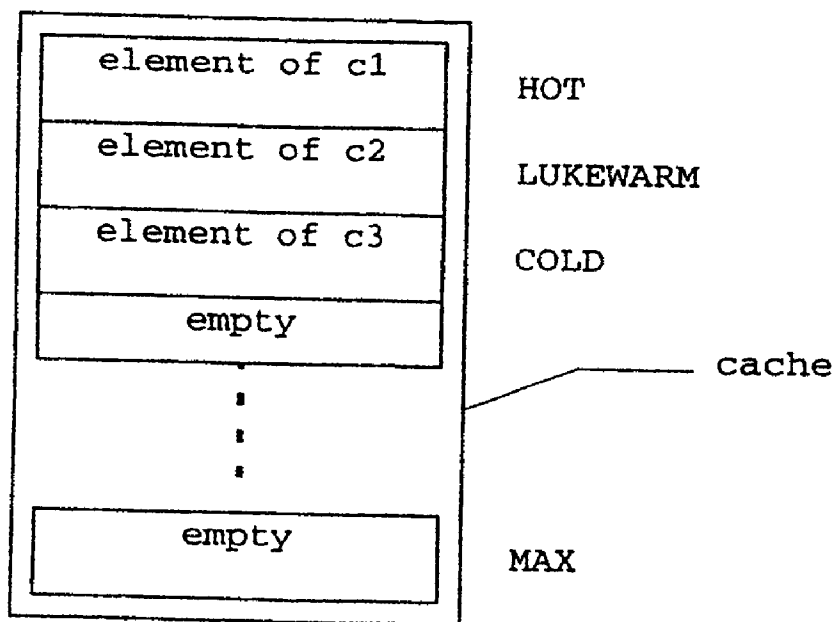 element of c1
HOT
element of c2
LUKEWARM
element of c3
COLD
empty
cache
empty
MAX